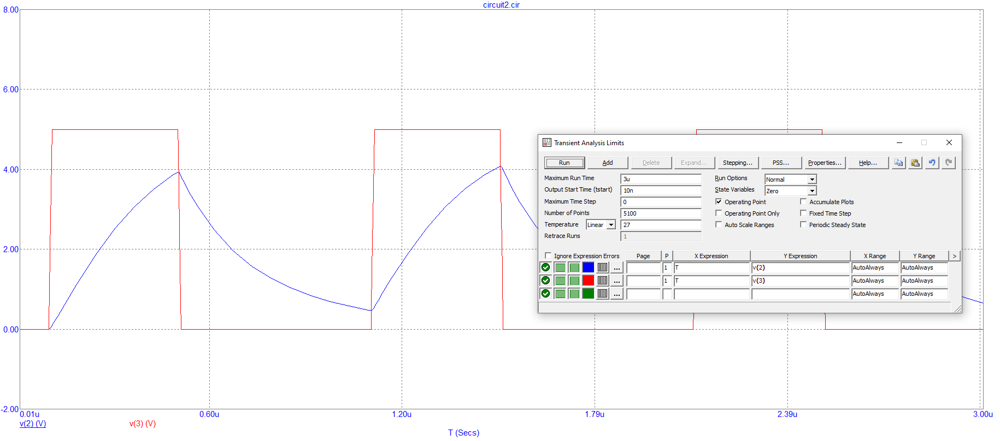 circuit2.cir
8.00
6.00
4.00
2.00
0.00
-2.00
0.01u 0.60u 1.20u 1.79u 2.39u 3.00u
v(2) (V) v(3) (V)
T (Secs)
Transient Analysis Limits
Run Add Delete Expand... Stepping... PSS... Properties... Help...
Maximum Run Time 3u Run Options Normal
Output Start Time (tstart) 10n State Variables Zero
Maximum Time Step 0 Operating Point Accumulate Plots
Number of Points 5100 Operating Point Only Fixed Time Step
Temperature Linear 27 Auto Scale Ranges Periodic Steady State
Retrace Runs 1
Ignore Expression Errors Page P X Expression Y Expression X Range Y Range >
... 1 T v(2) AutoAlways AutoAlways
... 1 T v(3) AutoAlways AutoAlways
... AutoAlways AutoAlways